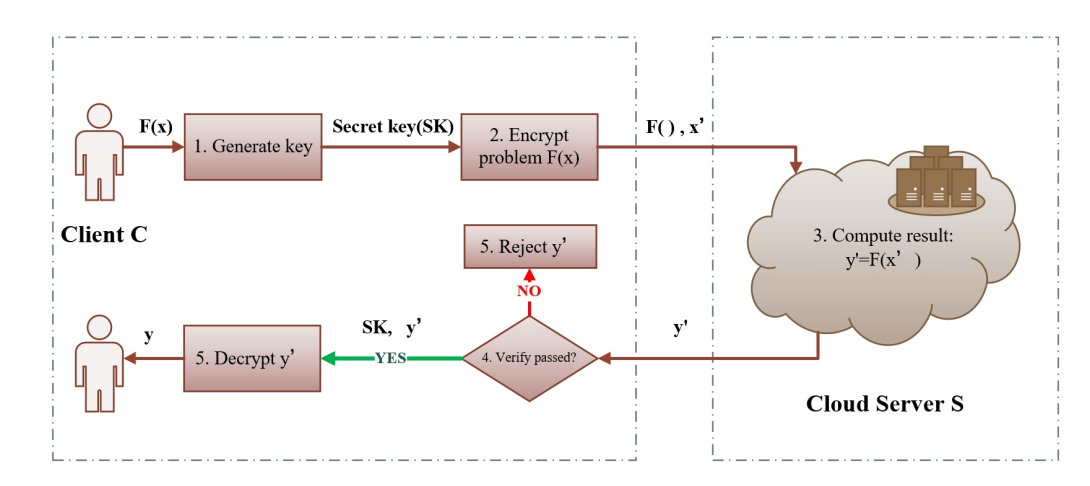 F(x)
1. Generate key
Secret key(SK)
2. Encrypt
problem F(x)
F( ) , x’
Client C
3. Compute result:
y'=F(x’ )
5. Reject y’
NO
y
5. Decrypt y’
SK, y’
YES
4. Verify passed?
y'
Cloud Server S